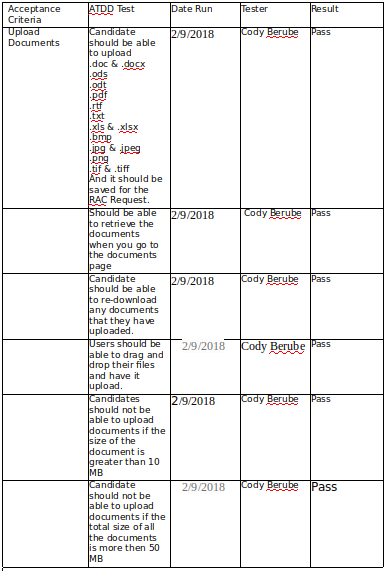 Acceptance Criteria
ATDD Test
Date Run
Tester
Result
Upload Documents
Candidate
should be able
to upload
.doc & .docx
.ods
.odt
.pdf
.rtf
.txt
.xls & .xlsx
.bmp
.jpg & .jpeg
.png
.tif & .tiff
And it should be
saved for the
RAC Request.
2/9/2018
Cody Berube
Pass
Should be able
to retrieve the
documents
when you go to
the documents
page
2/9/2018
Cody Berube
Pass
Candidate
should be able
to re-download
any documents
that they have
uploaded.
2/9/2018
Cody Berube
Pass
Users should be
able to drag and
drop their files
and have it
upload.
2/9/2018
Cody Berube
Pass
Candidates
should not be
able to upload
documents if the
size of the
document is
greater than 10
MB
2/9/2018
Cody Berube
Pass
Candidate
should not be
able to upload
documents if the
total size of all
the documents
is more then 50
MB
2/9/2018
Cody Berube
Pass